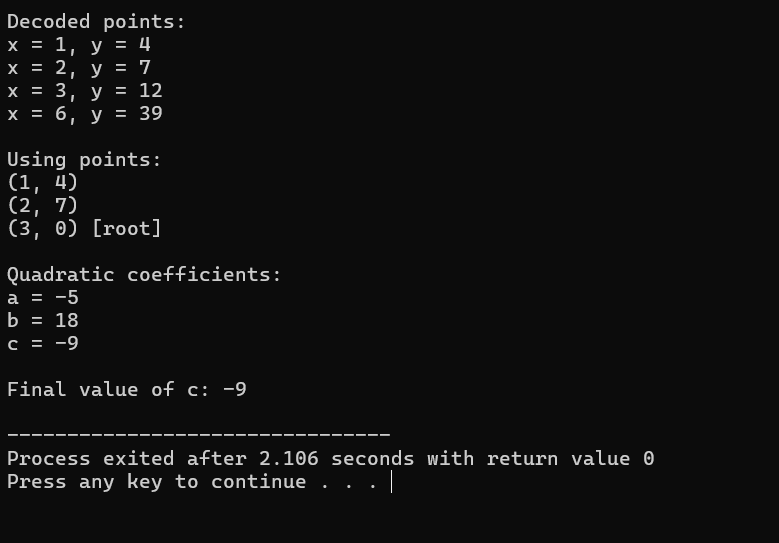 Decoded points:
x = 1, y = 4
x = 2, y = 7
x = 3, y = 12
x = 6, y = 39
Using points:
(1, 4)
(2, 7)
(3, 0) [root]
Quadratic coefficients:
a = -5
b = 18
c = -9
Final value of c: -9
--------------------------------
Process exited after 2.106 seconds with return value 0
Press any key to continue . . .